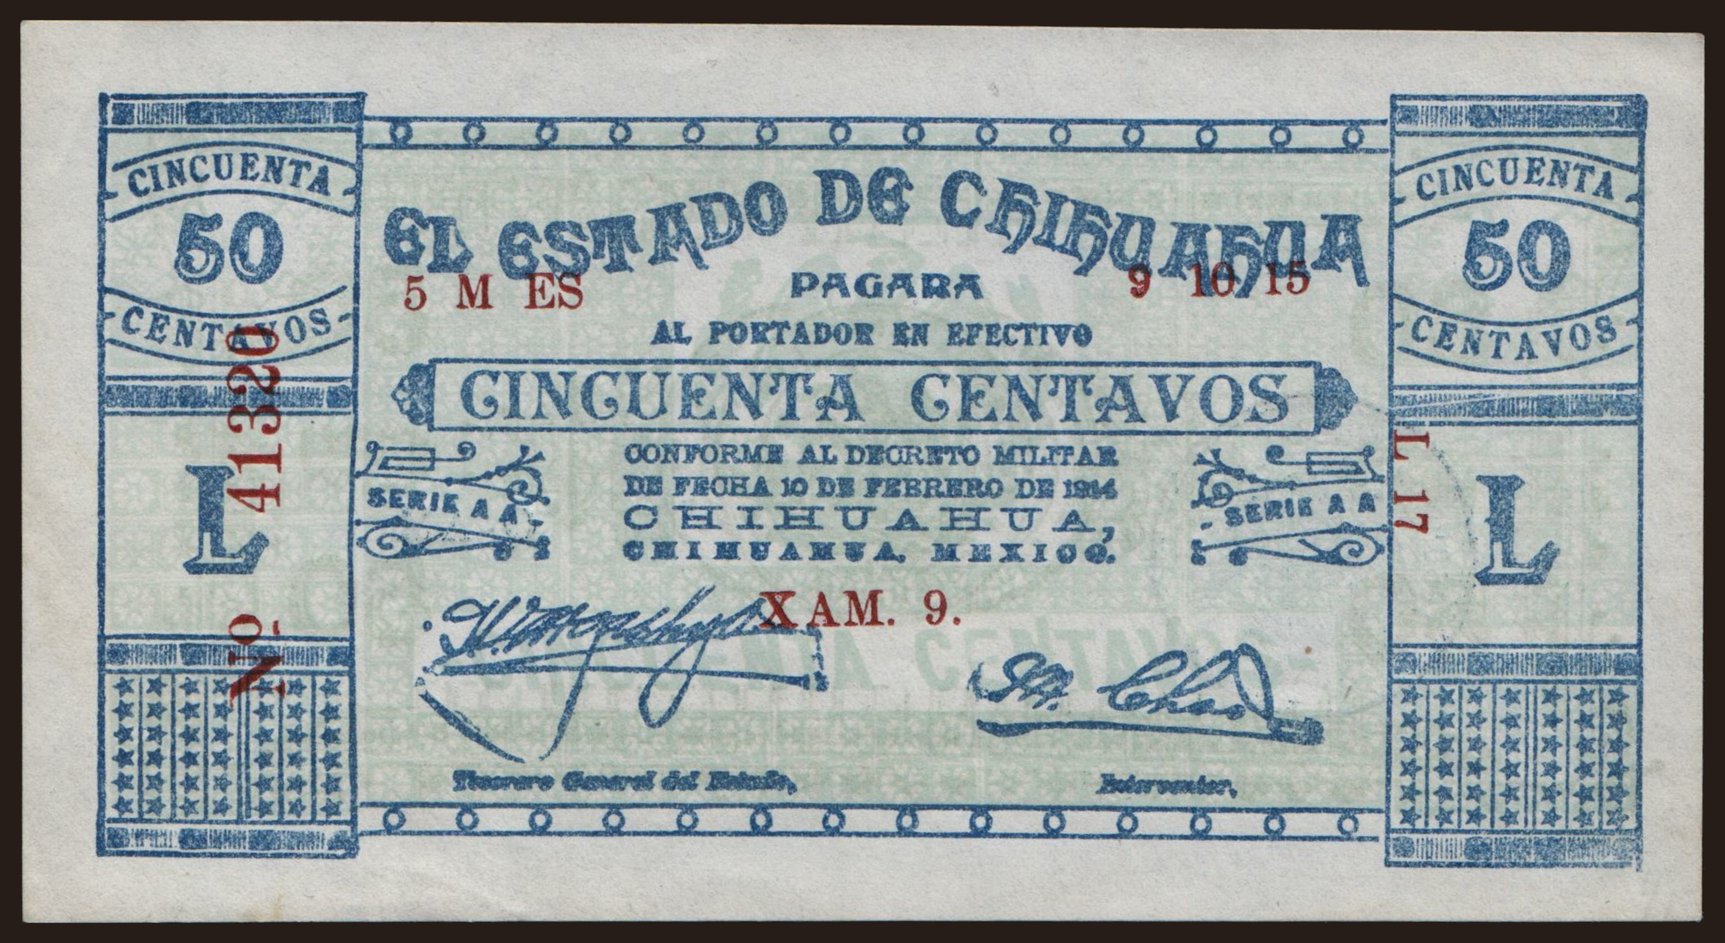 CINCUENTA
50
CENTAVOS
L
No. 41320
EL ESTADO DE CHIHUAHUA
5 M ES
PAGARA
9 10 15
AL PORTADOR EN EFECTIVO
CINCUENTA CENTAVOS
CONFORME AL DECRETO MILITAR
DE FECHA 10 DE FEBRERO DE 1914
CHIHUAHUA,
CHIHUAHUA, MEXICO.
SERIE A A
SERIE A A
XAM. 9.
Tesorero General del Estado,
Interventor,
CINCUENTA
50
CENTAVOS
L 17
L